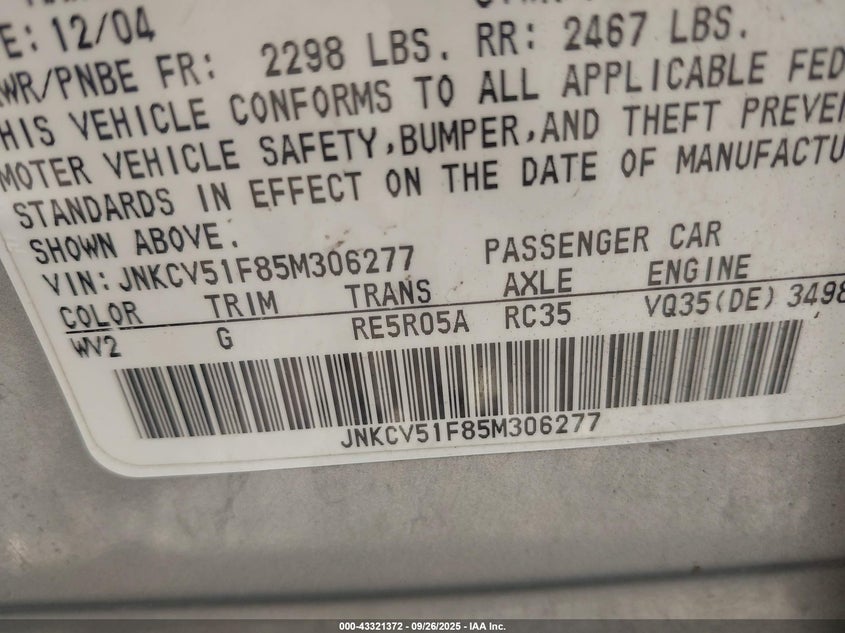 E: 12/04
WR/PNBE FR: 2298 LBS. RR: 2467 LBS.
HIS VEHICLE CONFORMS TO ALL APPLICABLE FED
MOTER VEHICLE SAFETY,BUMPER,AND THEFT PREVE
STANDARDS IN EFFECT ON THE DATE OF MANUFACTU
SHOWN ABOVE.
VIN: JNKCV51F85M306277 PASSENGER CAR
COLOR TRIM TRANS AXLE ENGINE
WV2 G RE5R05A RC35 VQ35(DE) 3498
JNKCV51F85M306277
000-43321372 - 09/26/2025 - IAA Inc.